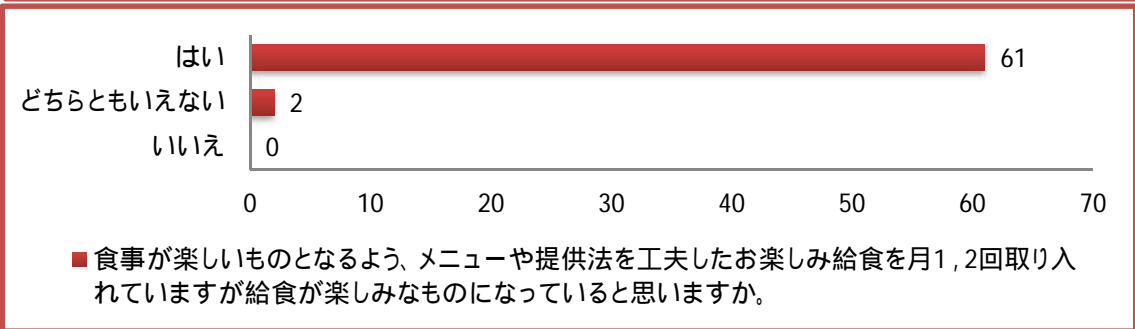 はい
61
どちらともいえない
2
いいえ
0
0 10 20 30 40 50 60 70
食事が楽しいものとなるよう、メニューや提供法を工夫したお楽しみ給食を月1,2回取り入
れていますが給食が楽しみなものになっていると思いますか。